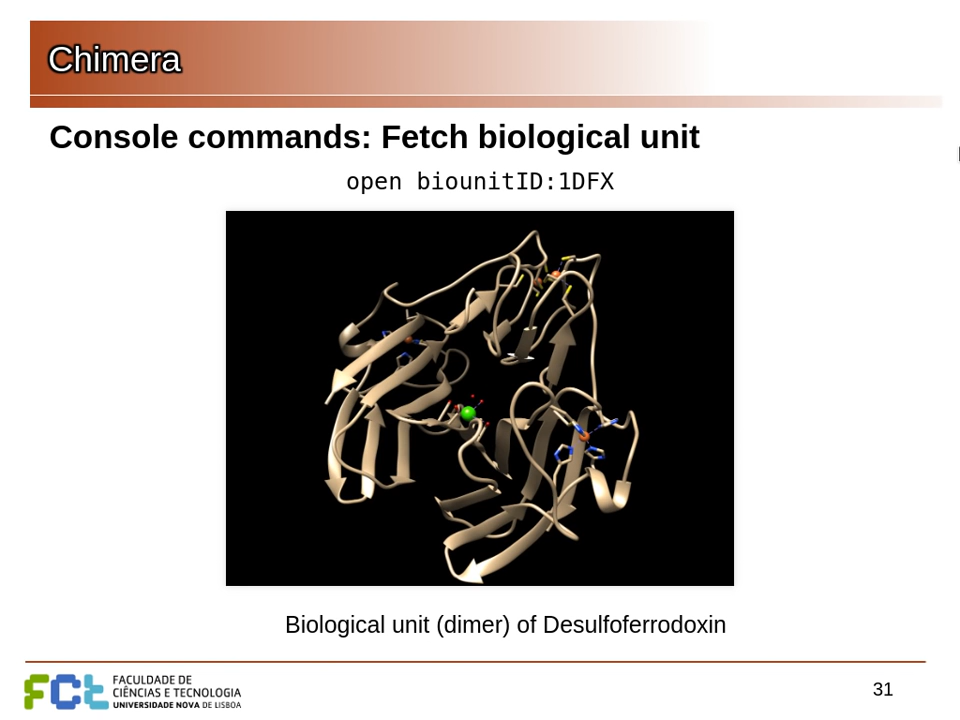 Chimera
Console commands: Fetch biological unit
open biounitID:1DFX
Biological unit (dimer) of Desulfoferrodoxin
FCt
FACULDADE DE
CIÊNCIAS E TECNOLOGIA
UNIVERSIDADE NOVA DE LISBOA
31